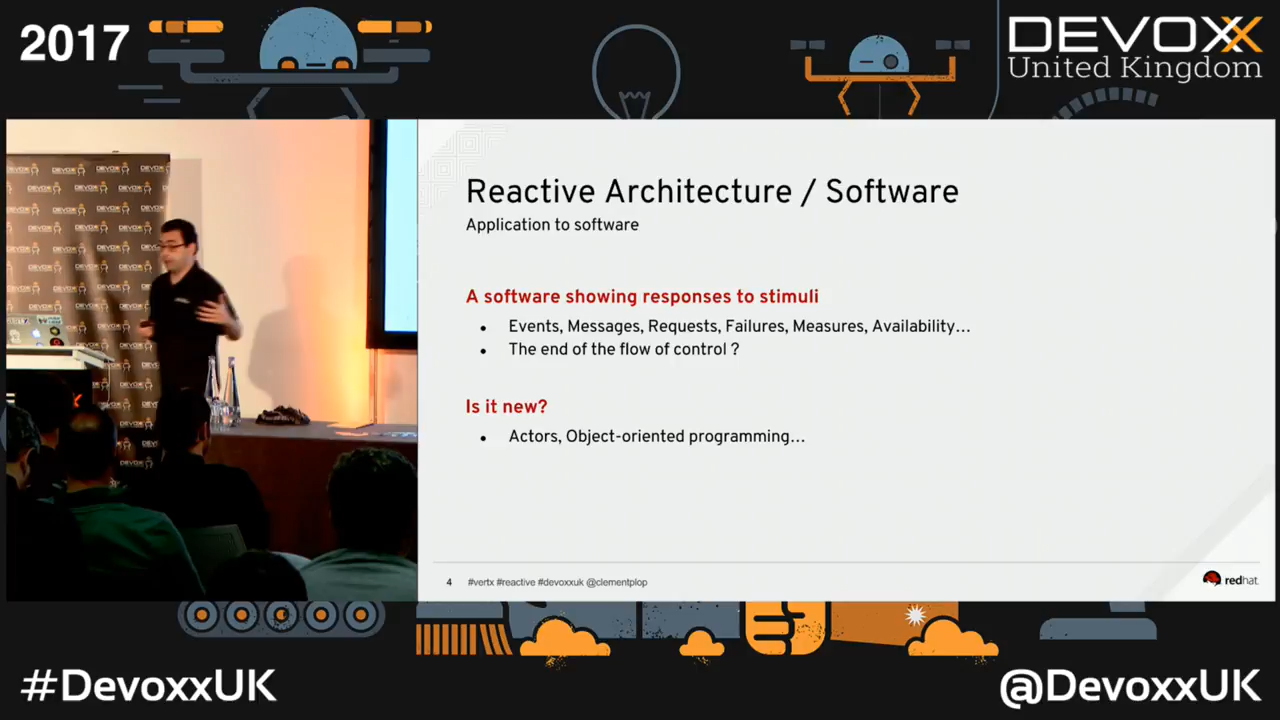 2017
DEVOXX
United Kingdom
Reactive Architecture / Software
Application to software
A software showing responses to stimuli
Events, Messages, Requests, Failures, Measures, Availability…
The end of the flow of control ?
Is it new?
Actors, Object-oriented programming…
4 #vertx #reactive #devoxxuk @clementplop
redhat.
DEVOXX
#DevoxxUK
@DevoxxUK